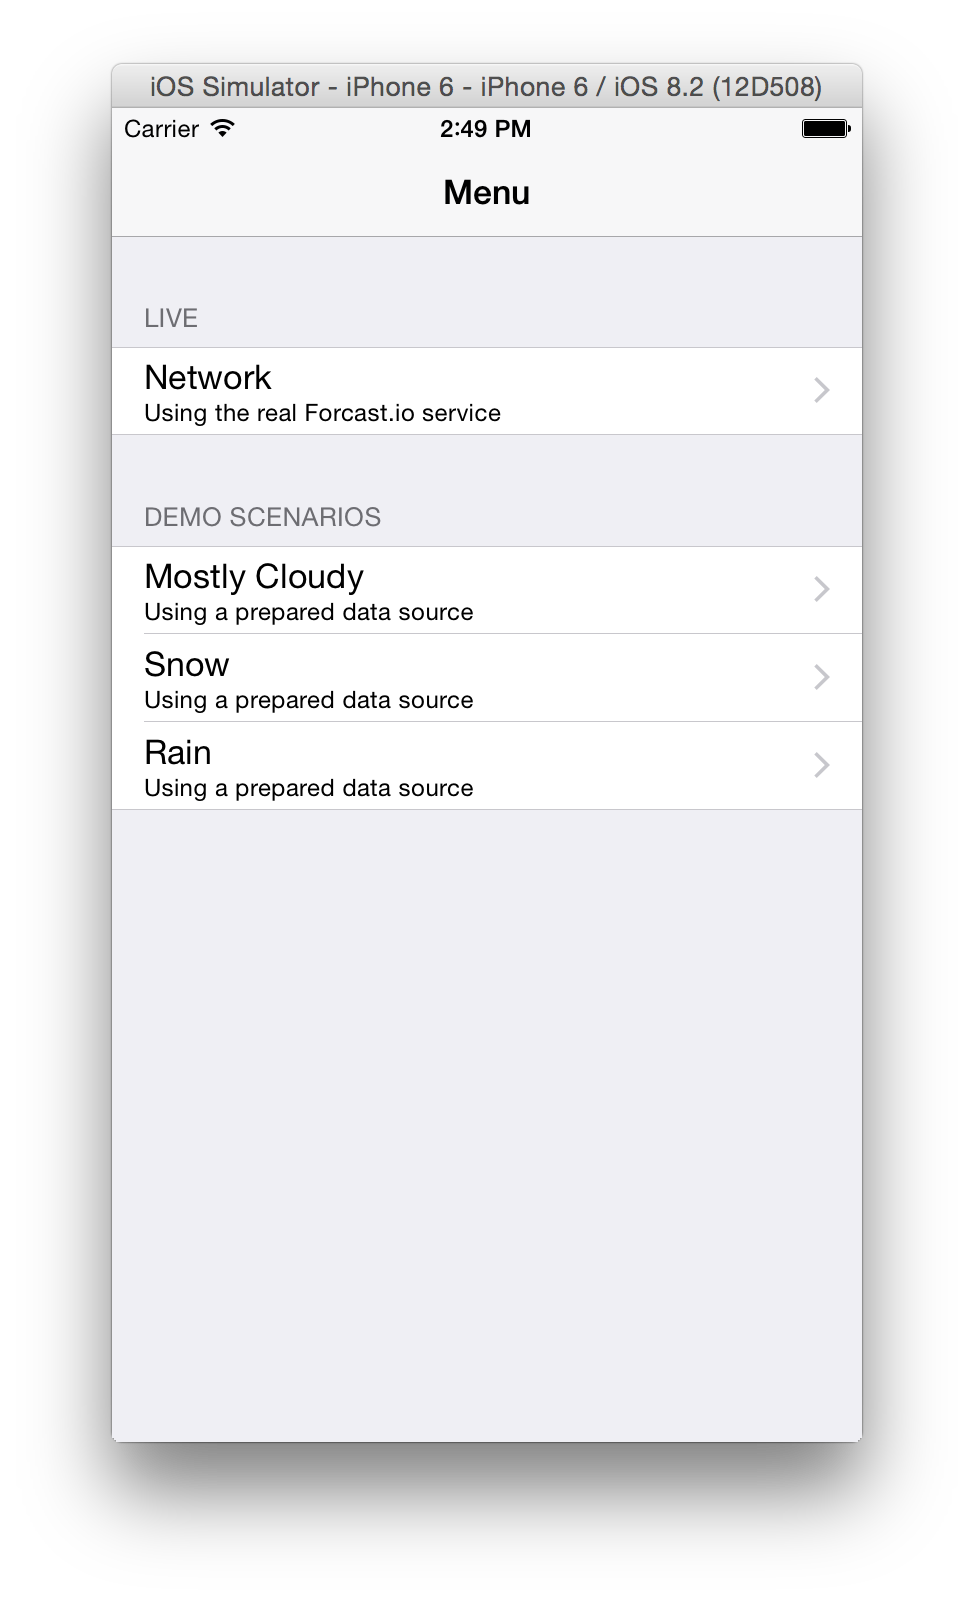 iOS Simulator - iPhone 6 - iPhone 6 / iOS 8.2 (12D508)
Carrier 2:49 PM
Menu
LIVE
Network
Using the real Forcast.io service
DEMO SCENARIOS
Mostly Cloudy
Using a prepared data source
Snow
Using a prepared data source
Rain
Using a prepared data source